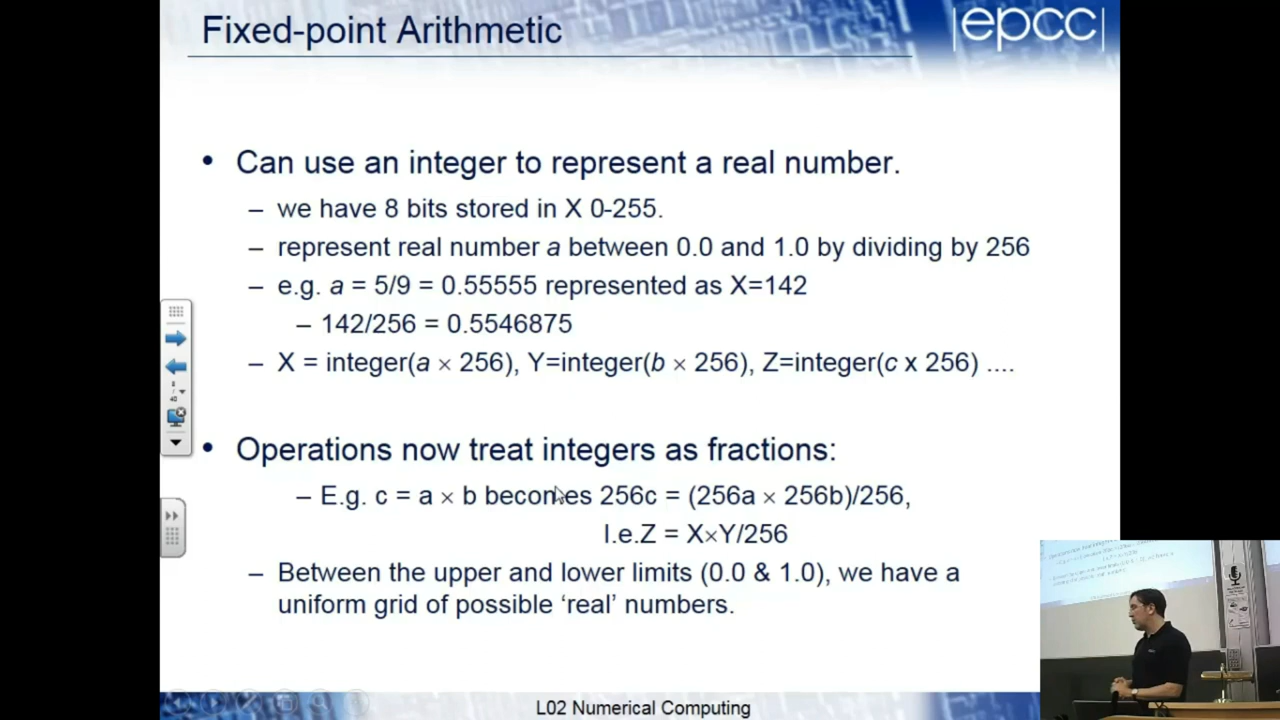 Fixed-point Arithmetic
|epcc|
• Can use an integer to represent a real number.
– we have 8 bits stored in X 0-255.
– represent real number a between 0.0 and 1.0 by dividing by 256
– e.g. a = 5/9 = 0.55555 represented as X=142
– 142/256 = 0.5546875
– X = integer(a × 256), Y=integer(b × 256), Z=integer(c x 256) ....
• Operations now treat integers as fractions:
– E.g. c = a × b becomes 256c = (256a × 256b)/256,
I.e.Z = X×Y/256
– Between the upper and lower limits (0.0 & 1.0), we have a
uniform grid of possible ‘real’ numbers.
L02 Numerical Computing